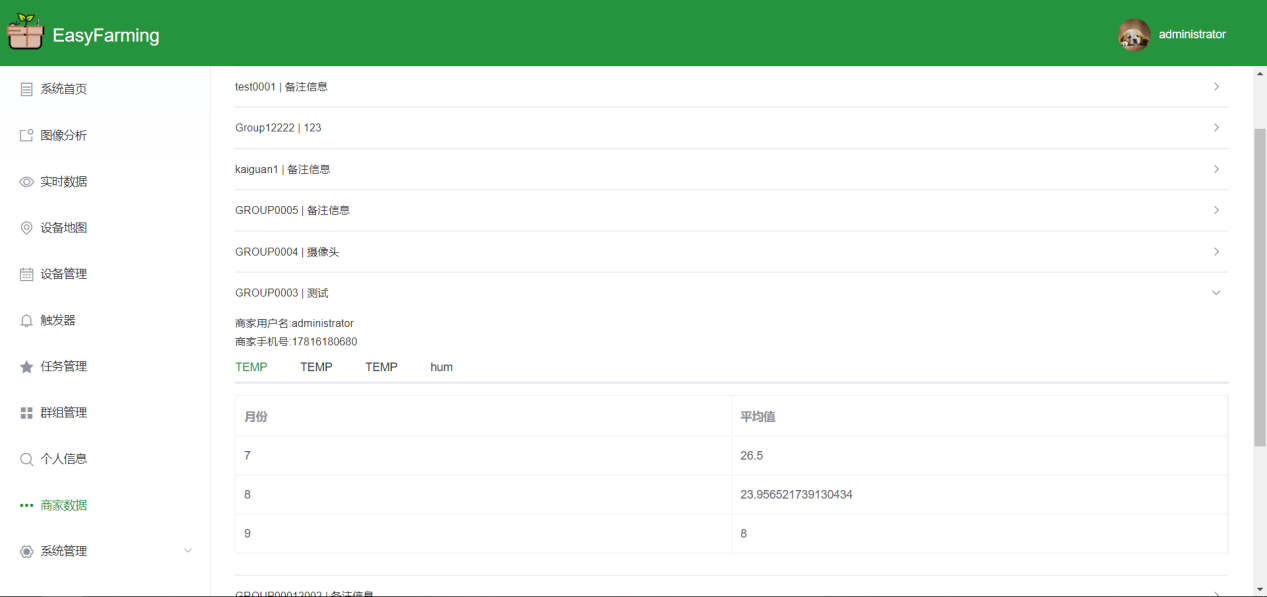 EasyFarming
administrator
系统首页
图像分析
实时数据
设备地图
设备管理
触发器
任务管理
群组管理
个人信息
商家数据
系统管理
test0001 | 备注信息
Group12222 | 123
kaiguan1 | 备注信息
GROUP0005 | 备注信息
GROUP0004 | 摄像头
GROUP0003 | 测试
商家用户名:administrator
商家手机号:17816180680
TEMP TEMP TEMP hum
月份 平均值
7 26.5
8 23.956521739130434
9 8
GROUP00012002 | 备注信息